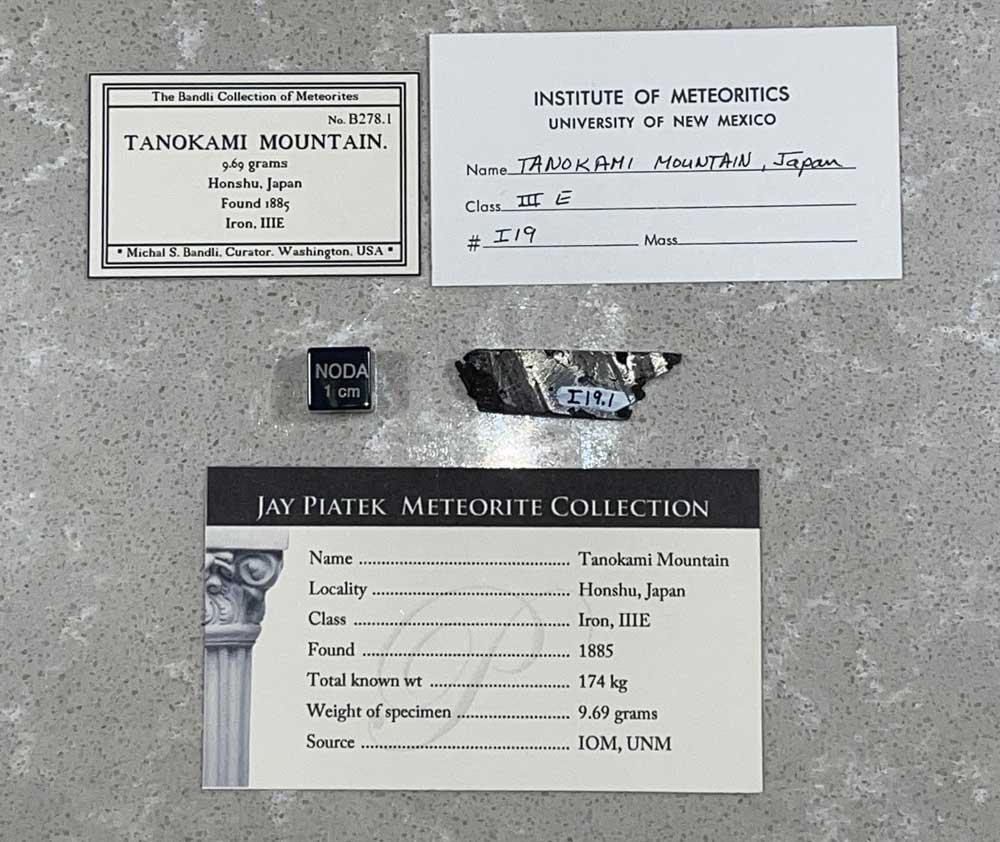 The Bandli Collection of Meteorites
No. B278.1
TANOKAMI MOUNTAIN.
9.69 grams
Honshu, Japan
Found 1885
Iron, IIIE
* Michal S. Bandli, Curator. Washington, USA *
INSTITUTE OF METEORITICS
UNIVERSITY OF NEW MEXICO
Name TANOKAMI MOUNTAIN, Japan
Class III E
# I19 Mass
NODA
1 cm
I19.1
JAY PIATEK METEORITE COLLECTION
Name ........................................ Tanokami Mountain
Locality ..................................... Honshu, Japan
Class ......................................... Iron, IIIE
Found ....................................... 1885
Total known wt .......................... 174 kg
Weight of specimen ..................... 9.69 grams
Source ....................................... IOM, UNM